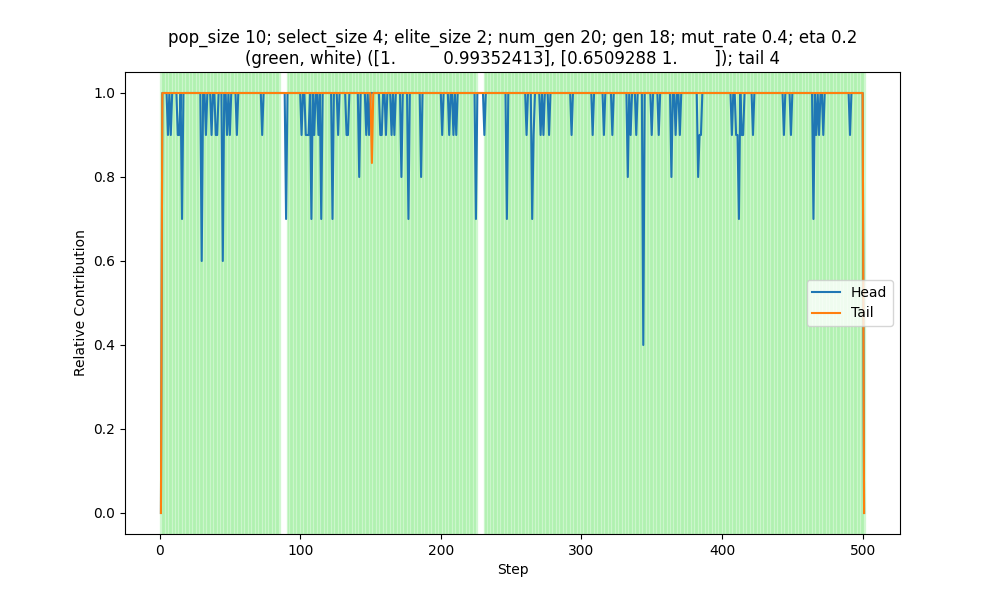 pop_size 10; select_size 4; elite_size 2; num_gen 20; gen 18; mut_rate 0.4; eta 0.2
(green, white) ([1. 0.99352413], [0.6509288 1. ]); tail 4
1.0
0.8
0.6
0.4
0.2
0.0
Relative Contribution
Head
Tail
0 100 200 300 400 500
Step